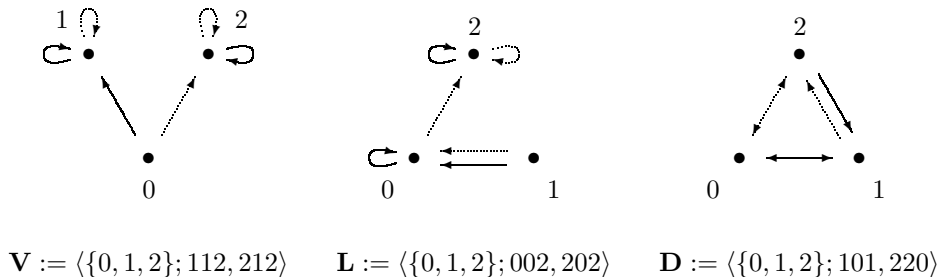 1 2 2 2
0 0 1 0 1
V := ⟨{0, 1, 2}; 112, 212⟩ L := ⟨{0, 1, 2}; 002, 202⟩ D := ⟨{0, 1, 2}; 101, 220⟩